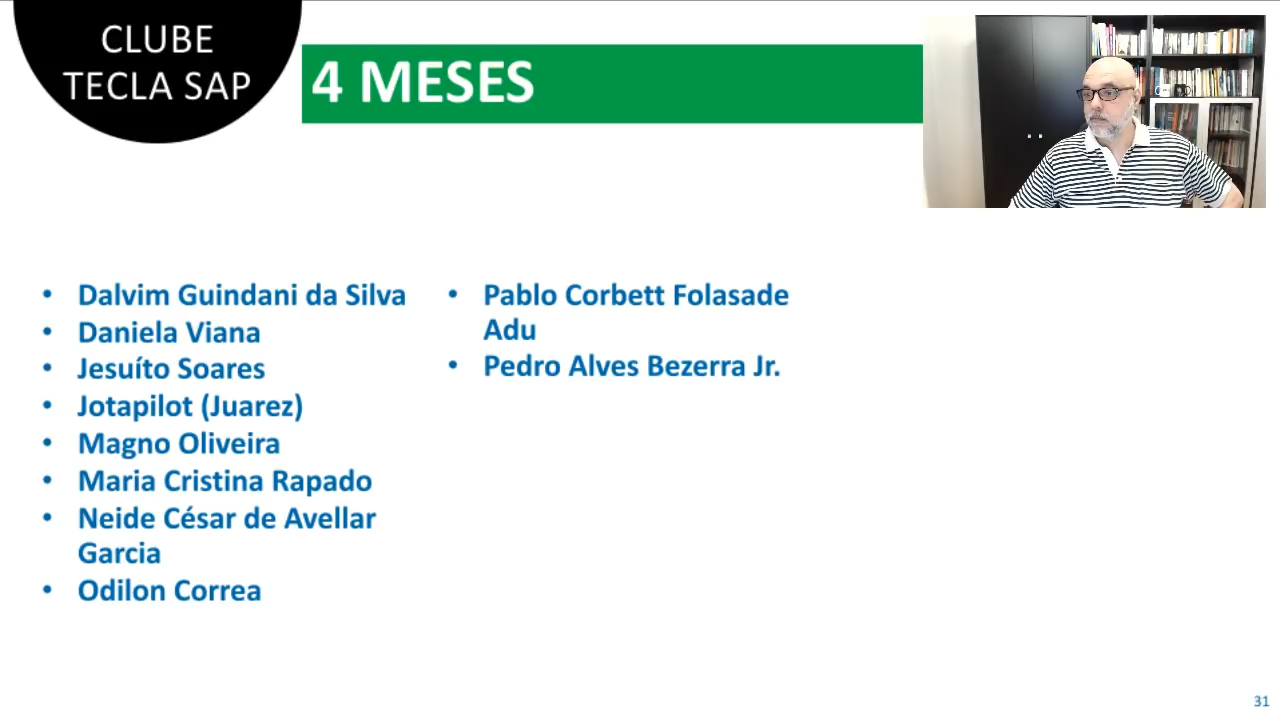 CLUBE
TECLA SAP
4 MESES
• Dalvim Guindani da Silva
• Daniela Viana
• Jesuíto Soares
• Jotapilot (Juarez)
• Magno Oliveira
• Maria Cristina Rapado
• Neide César de Avellar
Garcia
• Odilon Correa
• Pablo Corbett Folasade
Adu
• Pedro Alves Bezerra Jr.
31